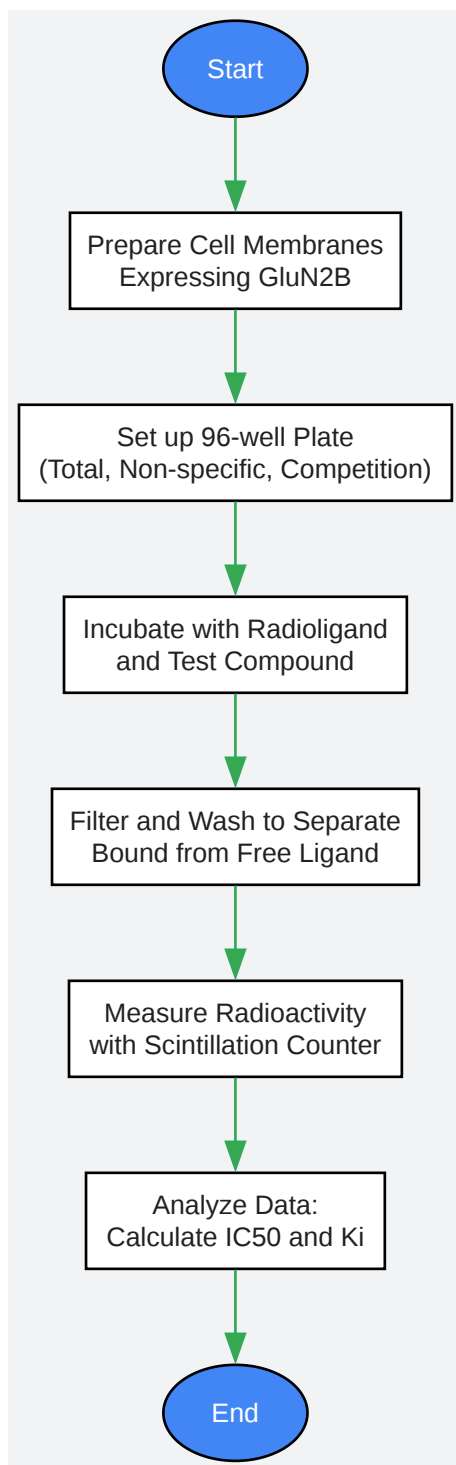 Start
Prepare Cell Membranes
Expressing GluN2B
Set up 96-well Plate
(Total, Non-specific, Competition)
Incubate with Radioligand
and Test Compound
Filter and Wash to Separate
Bound from Free Ligand
Measure Radioactivity
with Scintillation Counter
Analyze Data:
Calculate IC50 and Ki
End